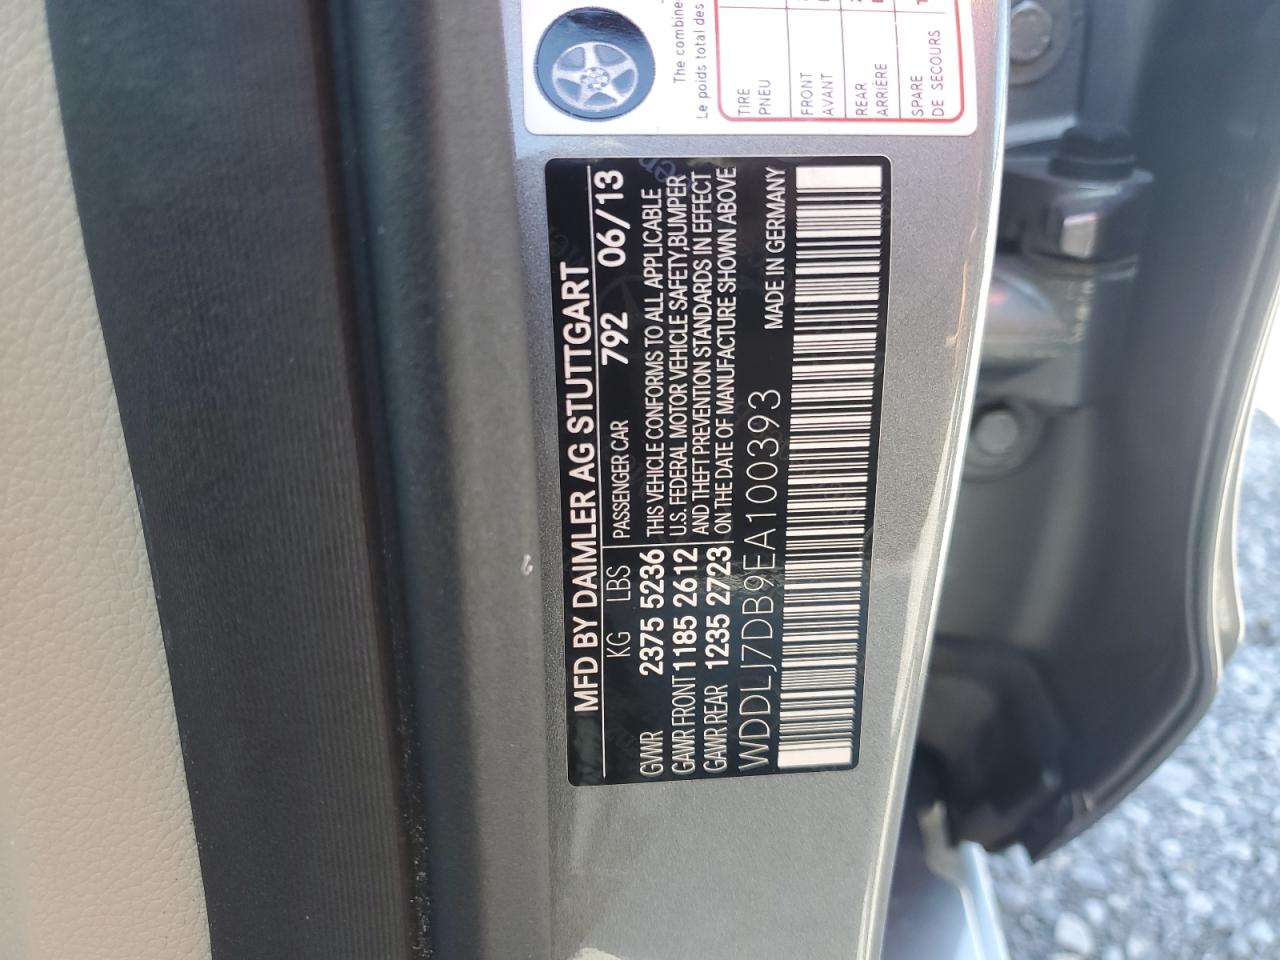 The combine
Le poids total des
TIRE
PNEU
FRONT
AVANT
REAR
ARRIÈRE
SPARE
DE SECOURS
MFD BY DAIMLER AG STUTTGART
KG LBS PASSENGER CAR 792 06/13
GVWR 2375 5236
GAWR FRONT 1185 2612
GAWR REAR 1235 2723
THIS VEHICLE CONFORMS TO ALL APPLICABLE
U.S. FEDERAL MOTOR VEHICLE SAFETY,BUMPER
AND THEFT PREVENTION STANDARDS IN EFFECT
ON THE DATE OF MANUFACTURE SHOWN ABOVE
WDDLJ7DB9EA100393 MADE IN GERMANY